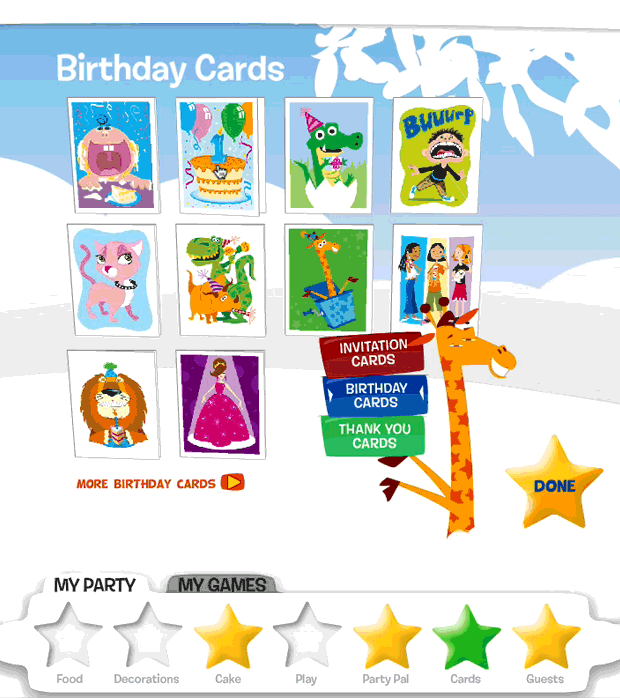 Birthday Cards
1
BUUUrP
INVITATION
CARDS
BIRTHDAY
CARDS
THANK YOU
CARDS
MORE BIRTHDAY CARDS
DONE
MY PARTY
MY GAMES
Food
Decorations
Cake
Play
Party Pal
Cards
Guests